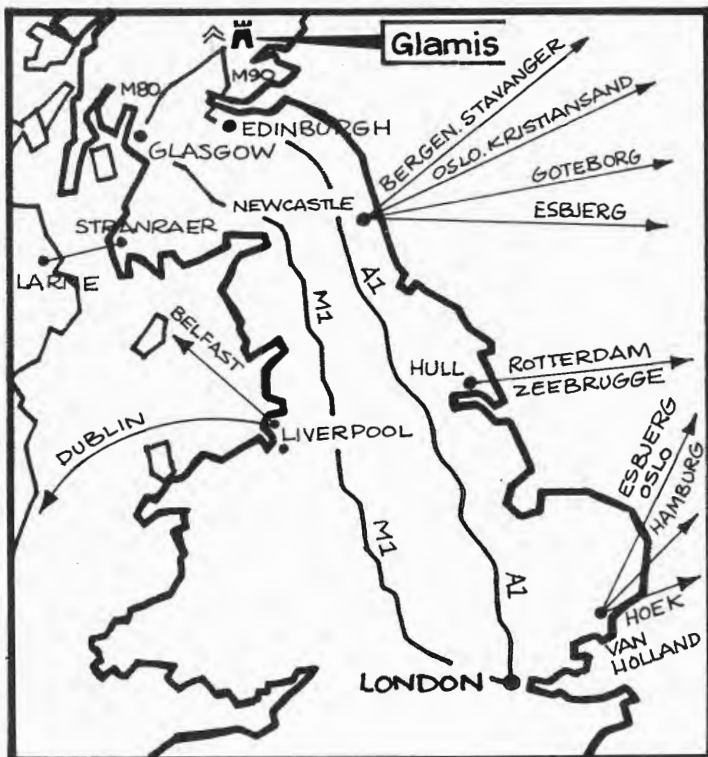 Glamis
M90
M80
EDINBURGH
GLASGOW
BERGEN. STAVANGER
OSLO. KRISTIANSAND
GOTEBORG
ESBJERG
NEWCASTLE
STRANRAER
LARNE
A1
M1
BELFAST
HULL
ROTTERDAM
ZEEBRUGGE
DUBLIN
LIVERPOOL
ESBJERG
OSLO
HAMBURG
M1
A1
HOEK
VAN
HOLLAND
LONDON